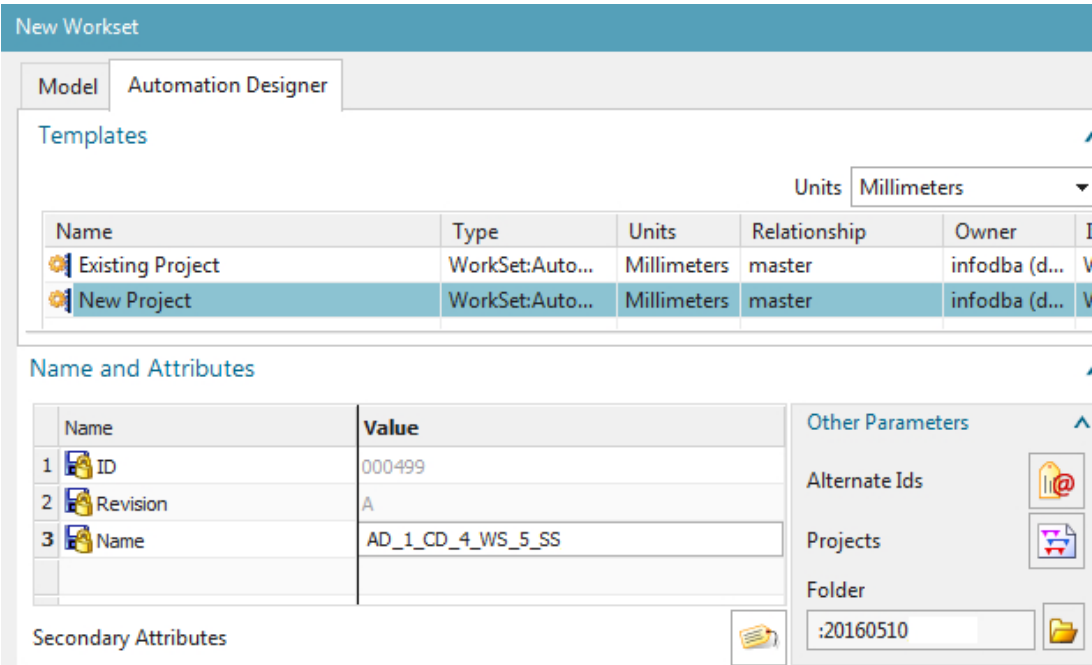 New Workset
Model Automation Designer
Templates
Units Millimeters
Name Type Units Relationship Owner
Existing Project WorkSet:Auto... Millimeters master infodba (d...
New Project WorkSet:Auto... Millimeters master infodba (d...
Name and Attributes
Name Value Other Parameters
1 ID 000499
Alternate Ids
2 Revision A
3 Name AD_1_CD_4_WS_5_SS Projects
Folder
:20160510
Secondary Attributes